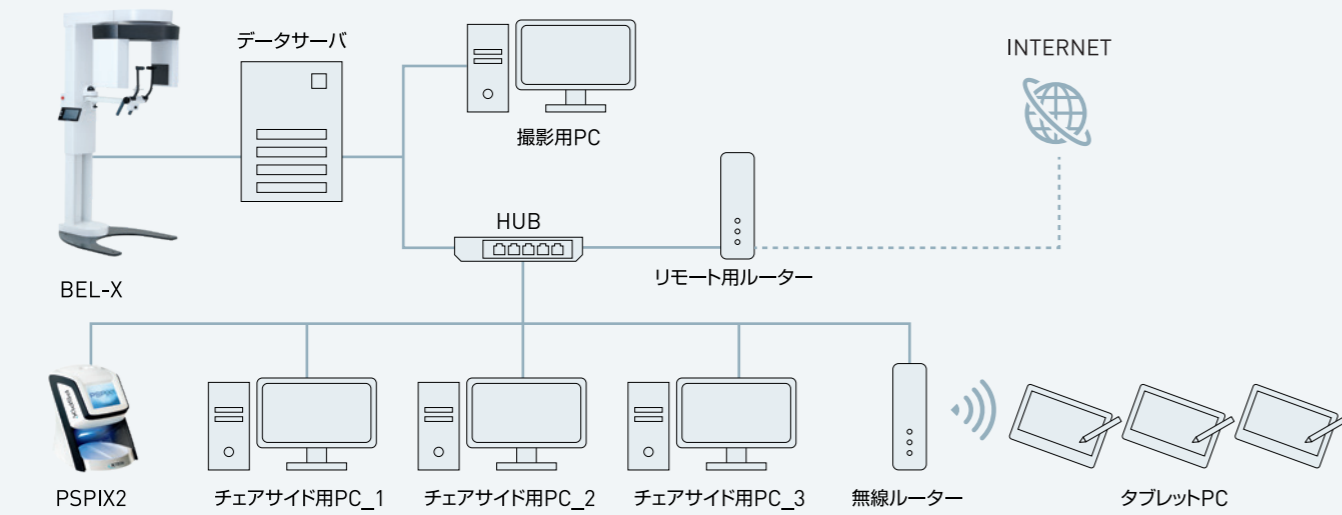 データサーバ
INTERNET
撮影用PC
HUB
リモート用ルーター
BEL-X
PSPIX2
チェアサイド用PC_1
チェアサイド用PC_2
チェアサイド用PC_3
無線ルーター
タブレットPC